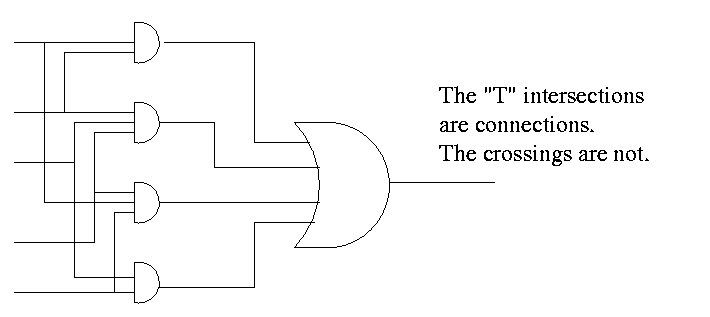 The "T" intersections
are connections.
The crossings are not.